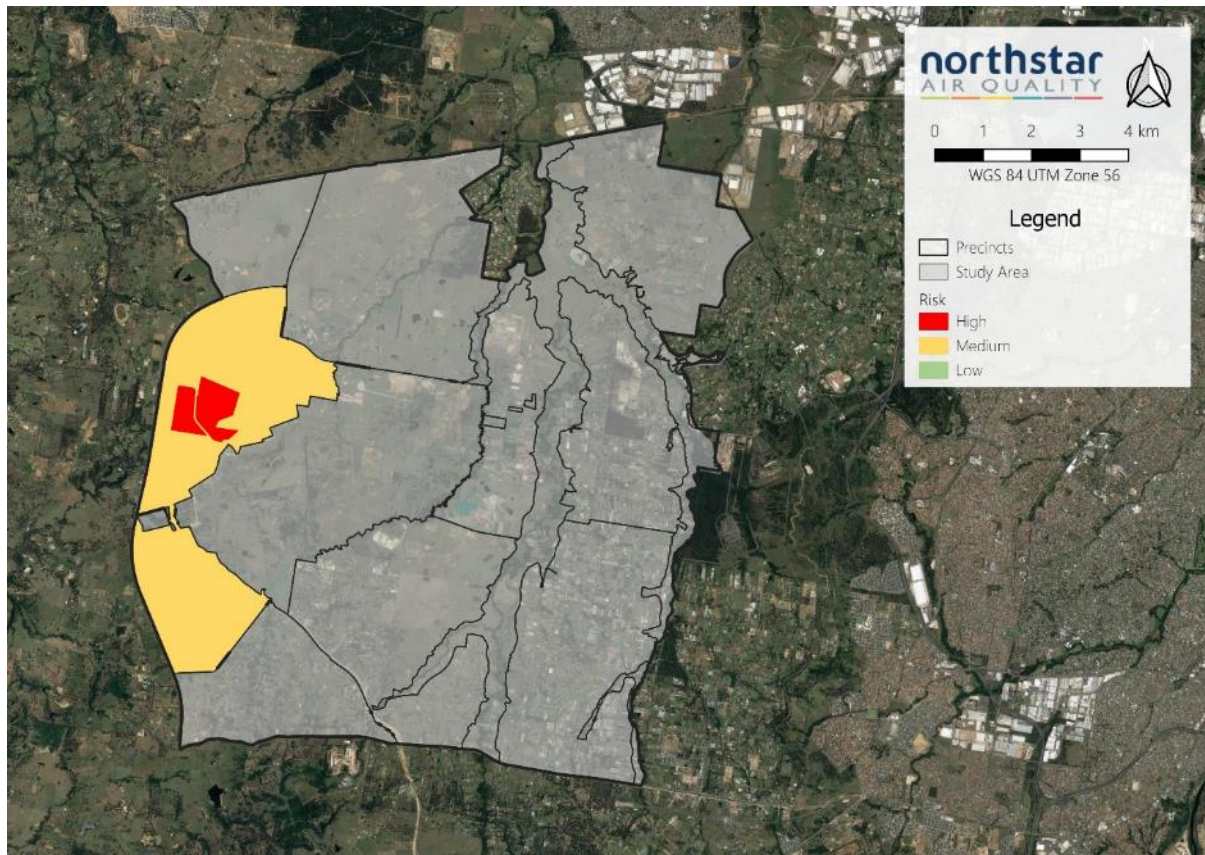 northstar
AIR QUALITY
N
0 1 2 3 4 km
WGS 84 UTM Zone 56
Legend
Precincts
Study Area
Risk
High
Medium
Low